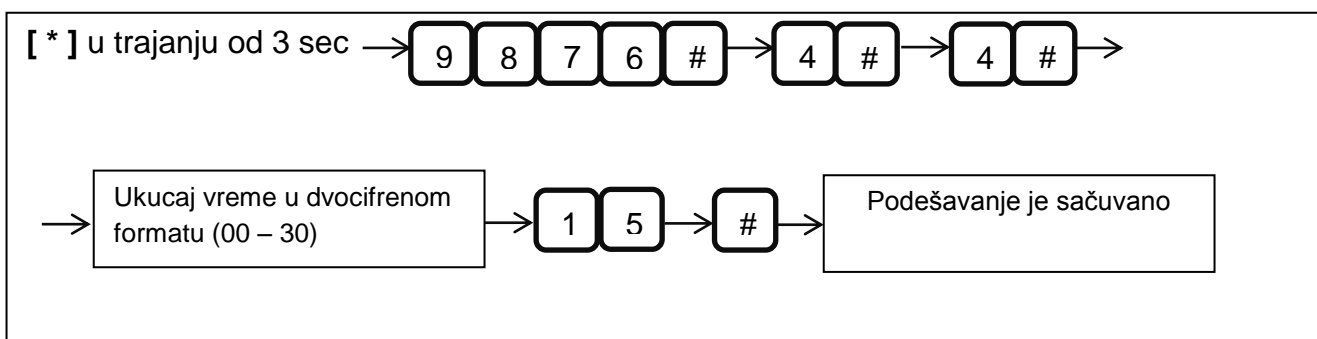 [ * ] u trajanju od 3 sec 9 8 7 6 # 4 # 4 #
Ukucaj vreme u dvocifrenom
formatu (00 – 30)
1 5 #
Podešavanje je sačuvano